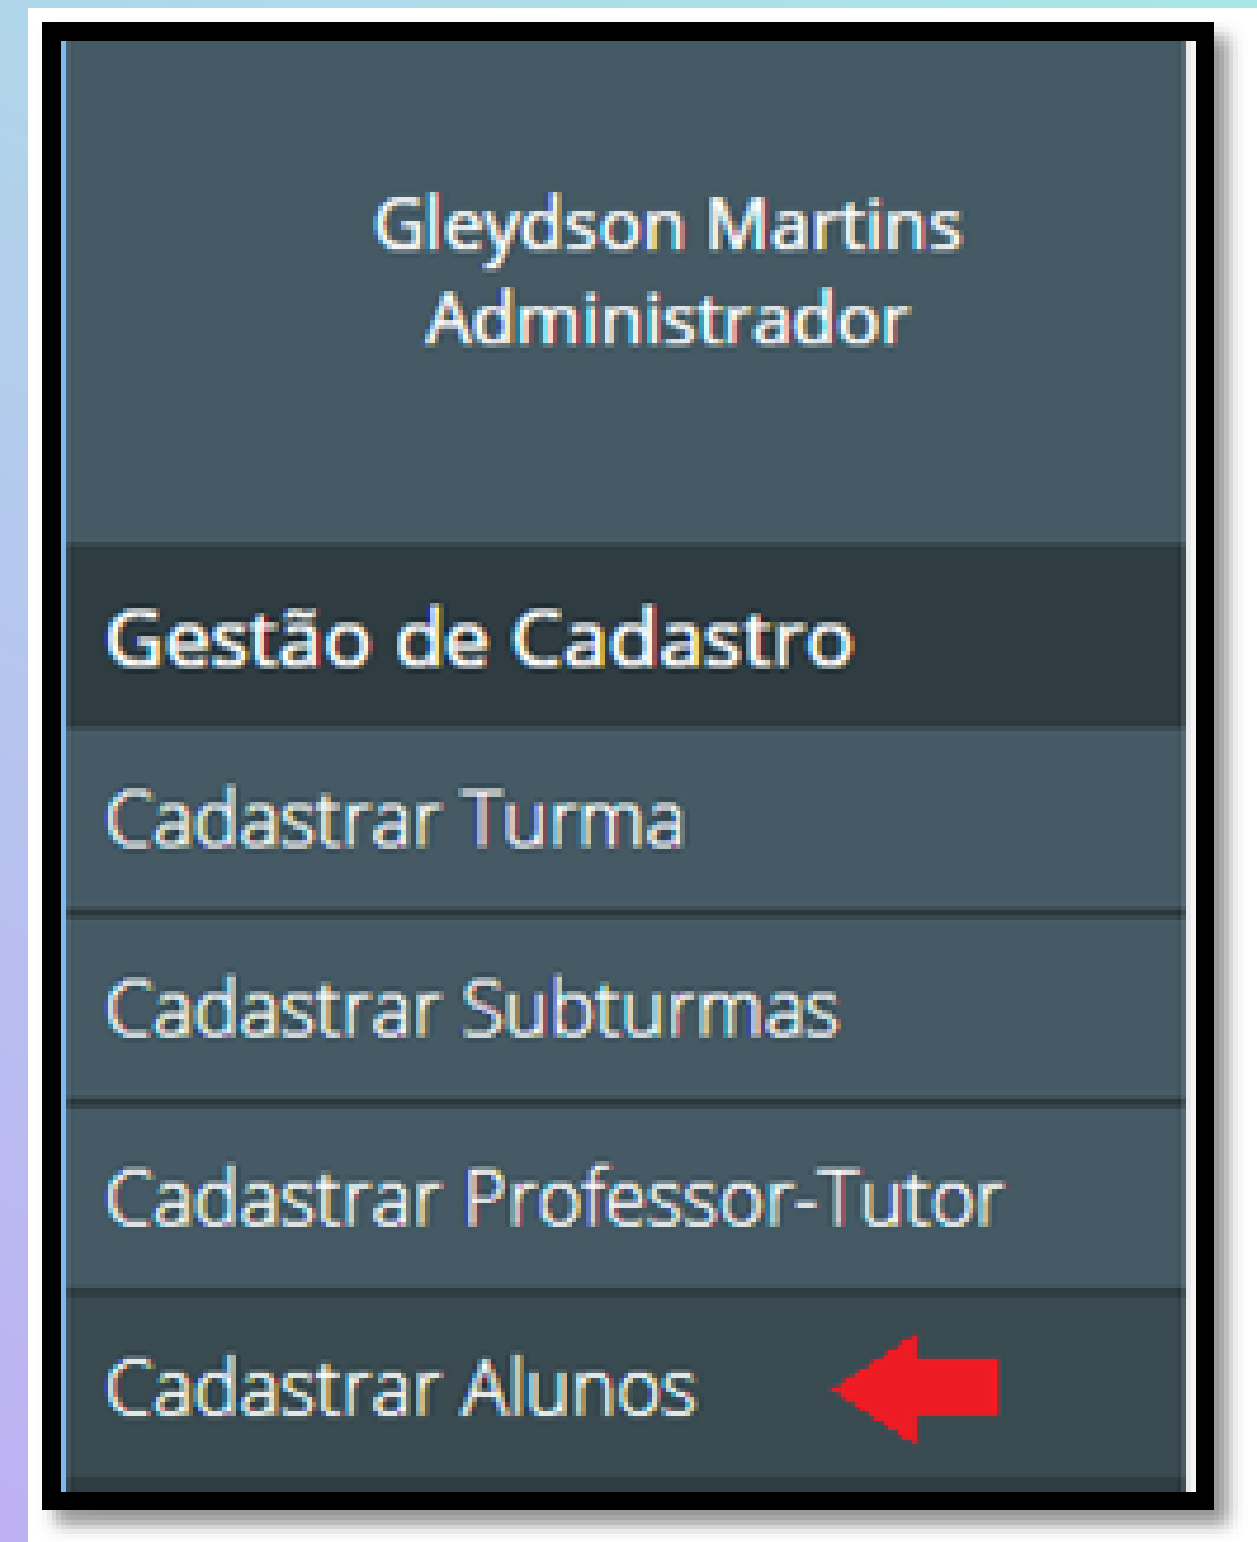 Gleydson Martins
Administrador
Gestão de Cadastro
Cadastrar Turma
Cadastrar Subturmas
Cadastrar Professor-Tutor
Cadastrar Alunos